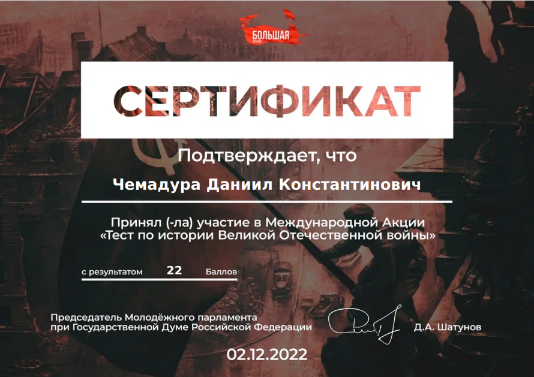 БОЛЬШАЯ
СЕРТИФИКАТ
Подтверждает, что
Чемадура Даниил Константинович
Принял (-ла) участие в Международной Акции
«Тест по истории Великой Отечественной войны»
с результатом 22 Баллов
Председатель Молодёжного парламента
при Государственной Думе Российской Федерации
Д.А. Шатунов
02.12.2022